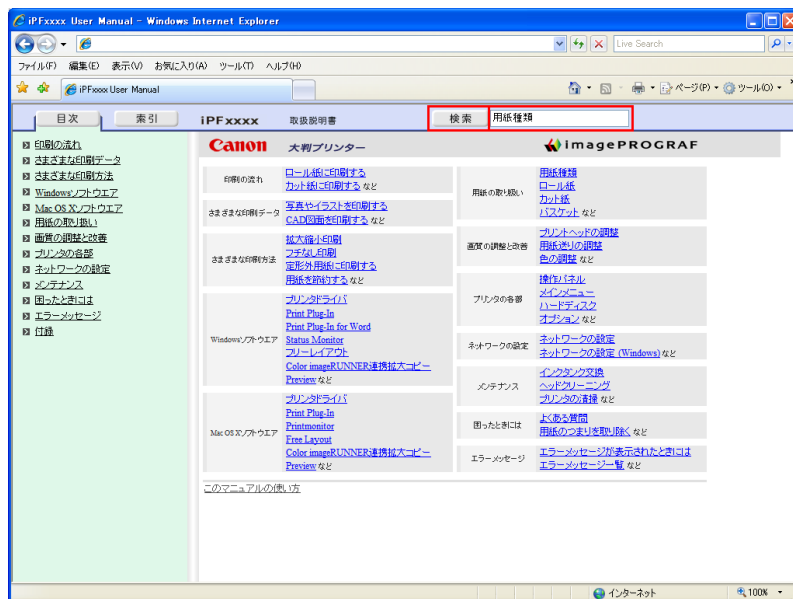 iPFxxxx User Manual - Windows Internet Explorer
Live Search
ファイル(F) 編集(E) 表示(V) お気に入り(A) ツール(T) ヘルプ(H)
iPFxxxx User Manual
ページ(P) ツール(O)
目次 索引 iPFxxxx 取扱説明書 検索 用紙種類
印刷の流れ
さまざまな印刷データ
さまざまな印刷方法
Windowsソフトウエア
Mac OS Xソフトウエア
用紙の取り扱い
画質の調整と改善
プリンタの各部
ネットワークの設定
メンテナンス
困ったときには
エラーメッセージ
付録
Canon 大判プリンター imagePROGRAF
印刷の流れ
ロール紙に印刷する
カット紙に印刷する など
さまざまな印刷データ
写真やイラストを印刷する
CAD図面を印刷する など
さまざまな印刷方法
拡大縮小印刷
フチなし印刷
定形外用紙に印刷する
用紙を節約する など
Windowsソフトウエア
プリンタドライバ
Print Plug-In
Print Plug-In for Word
Status Monitor
フリーレイアウト
Color imageRUNNER連携拡大コピー
Preview など
Mac OS Xソフトウエア
プリンタドライバ
Print Plug-In
Printmonitor
Free Layout
Color imageRUNNER連携拡大コピー
Preview など
用紙の取り扱い
用紙種類
ロール紙
カット紙
バスケット など
画質の調整と改善
プリントヘッドの調整
用紙送りの調整
色の調整 など
プリンタの各部
操作パネル
メインメニュー
ハードディスク
オプション など
ネットワークの設定
ネットワークの設定
ネットワークの設定 (Windows) など
メンテナンス
インクタンク交換
ヘッドクリーニング
プリンタの清掃 など
困ったときには
よくある質問
用紙のつまりを取り除く など
エラーメッセージ
エラーメッセージが表示されたときには
エラーメッセージ一覧 など
このマニュアルの使い方
インターネット 100%